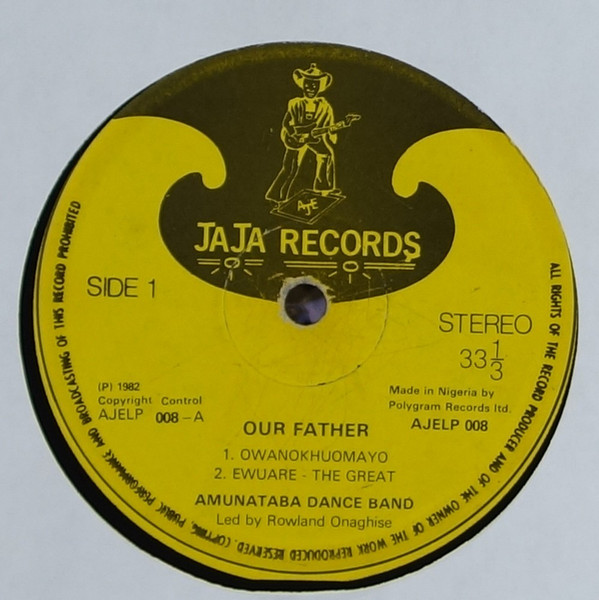 AJE
JAJA RECORDS
SIDE 1
STEREO
33 1/3
(P) 1982
Copyright Control
AJELP 008-A
Made in Nigeria by
Polygram Records ltd.
AJELP 008
OUR FATHER
1. OWANOKHUOMAYO
2. EWUARE - THE GREAT
AMUNATABA DANCE BAND
Led by Rowland Onaghise
ALL RIGHTS OF THE RECORD PRODUCER AND OF THE OWNER OF THE WORK REPRODUCED RESERVED. COPYING, PUBLIC PERFORMANCE AND BROADCASTING OF THIS RECORD PROHIBITED